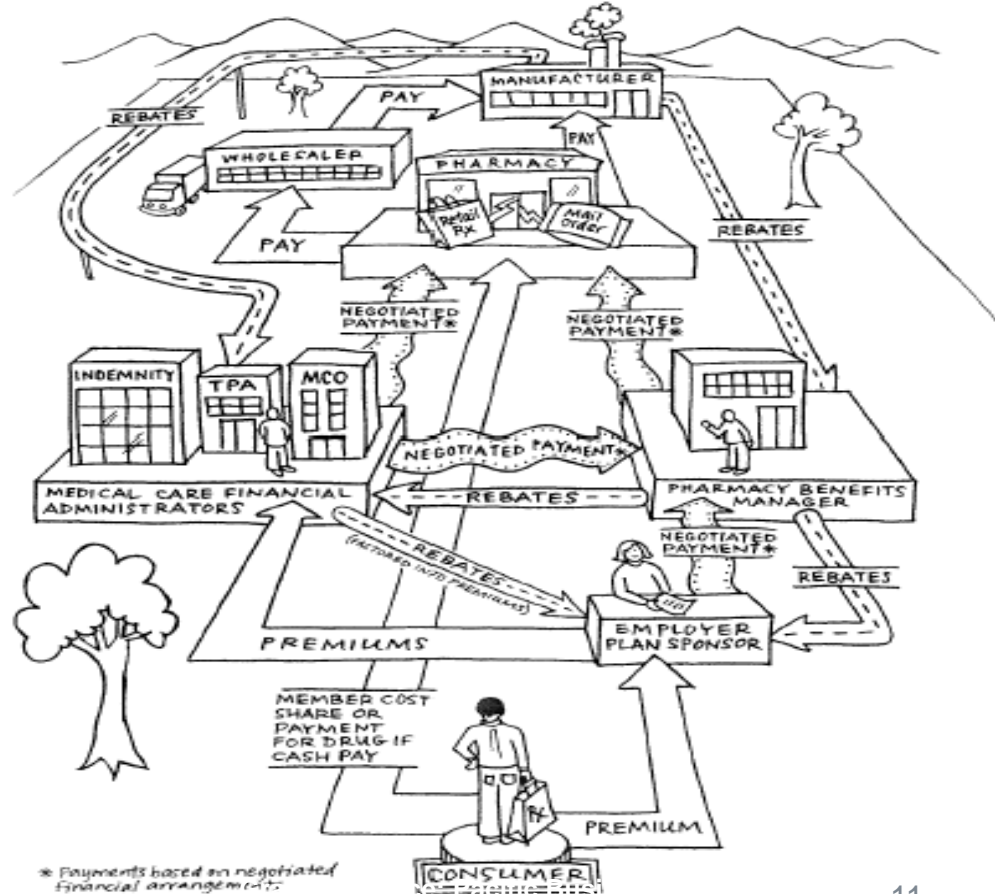 MANUFACTURER
REBATES
PAY
WHOLESALER
PAY
PHARMACY
Retail
Rx
Mail
Order
PAY
REBATES
NEGOTIATED
PAYMENT*
NEGOTIATED
PAYMENT*
INDEMNITY
TPA
MCO
NEGOTIATED PAYMENT*
REBATES
MEDICAL CARE FINANCIAL
ADMINISTRATORS
PHARMACY BENEFITS
MANAGER
NEGOTIATED
PAYMENT*
REBATES
(FACTORED INTO PREMIUMS)
REBATES
EMPLOYER
PLAN SPONSOR
PREMIUMS
MEMBER COST
SHARE OR
PAYMENT
FOR DRUG IF
CASH PAY
Rx
PREMIUM
CONSUMER
* Payments based on negotiated
financial arrangements
11